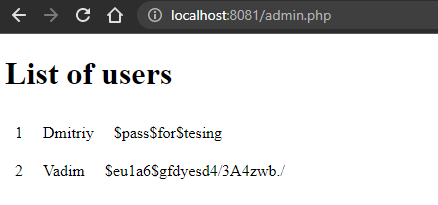 localhost:8081/admin.php
List of users
1 Dmitriy $pass$for$tesing
2 Vadim $eu1a6$gfdyesd4/3A4zwb./